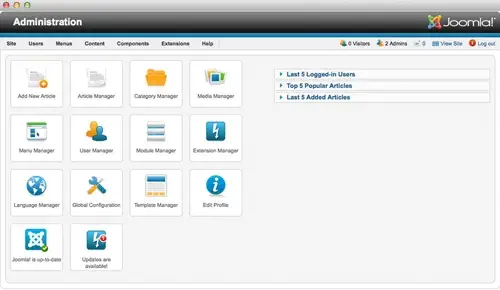 Administration
Joomla!
Site Users Menus Content Components Extensions Help 0 Visitors 2 Admins 0 View Site Log out
Add New Article Article Manager Category Manager Media Manager
Last 5 Logged-in Users
Top 5 Popular Articles
Last 5 Added Articles
Menu Manager User Manager Module Manager Extension Manager
Language Manager Global Configuration Template Manager Edit Profile
Joomla! is up-to-date Updates are
available!